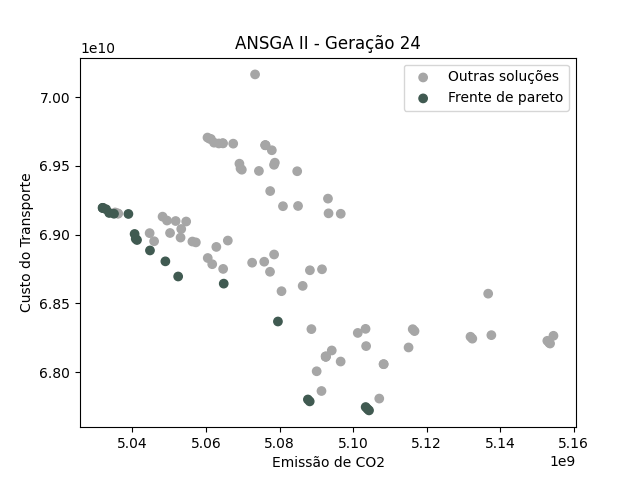 ANSGA II - Geração 24
1e10
Outras soluções
Frente de pareto
7.00
6.95
6.90
6.85
6.80
Custo do Transporte
5.04 5.06 5.08 5.10 5.12 5.14 5.16
Emissão de CO2
1e9